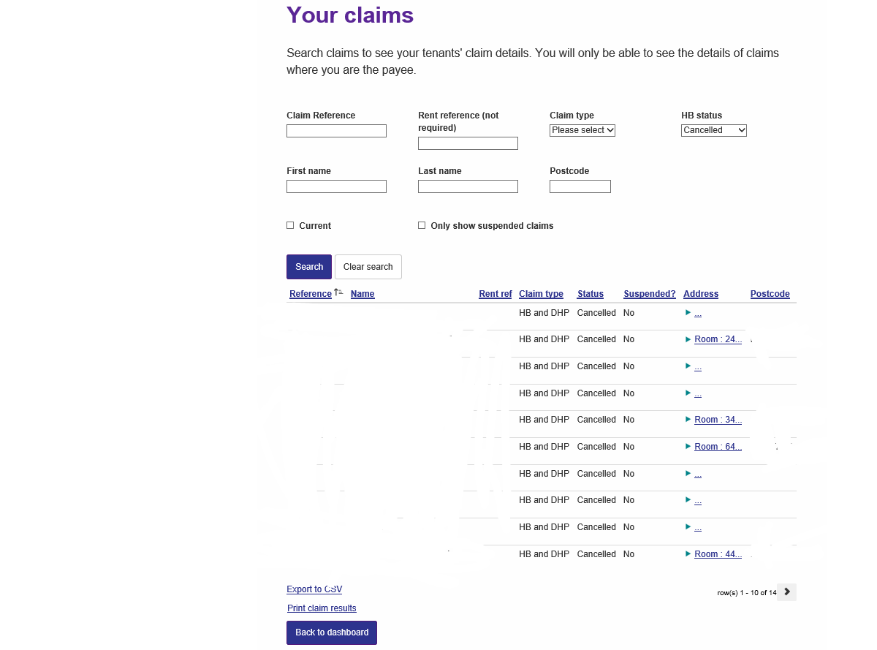 Your claims
Search claims to see your tenants' claim details. You will only be able to see the details of claims
where you are the payee.
Claim Reference
Rent reference (not
required)
Claim type
Please select
HB status
Cancelled
First name
Last name
Postcode
Current
Only show suspended claims
Search
Clear search
Reference Name Rent ref Claim type Status Suspended? Address Postcode
HB and DHP Cancelled No ...
HB and DHP Cancelled No Room : 24...
HB and DHP Cancelled No ...
HB and DHP Cancelled No ...
HB and DHP Cancelled No Room : 34...
HB and DHP Cancelled No Room : 64...
HB and DHP Cancelled No ...
HB and DHP Cancelled No ...
HB and DHP Cancelled No ...
HB and DHP Cancelled No Room : 44...
Export to CSV
row(s) 1 - 10 of 14
Print claim results
Back to dashboard